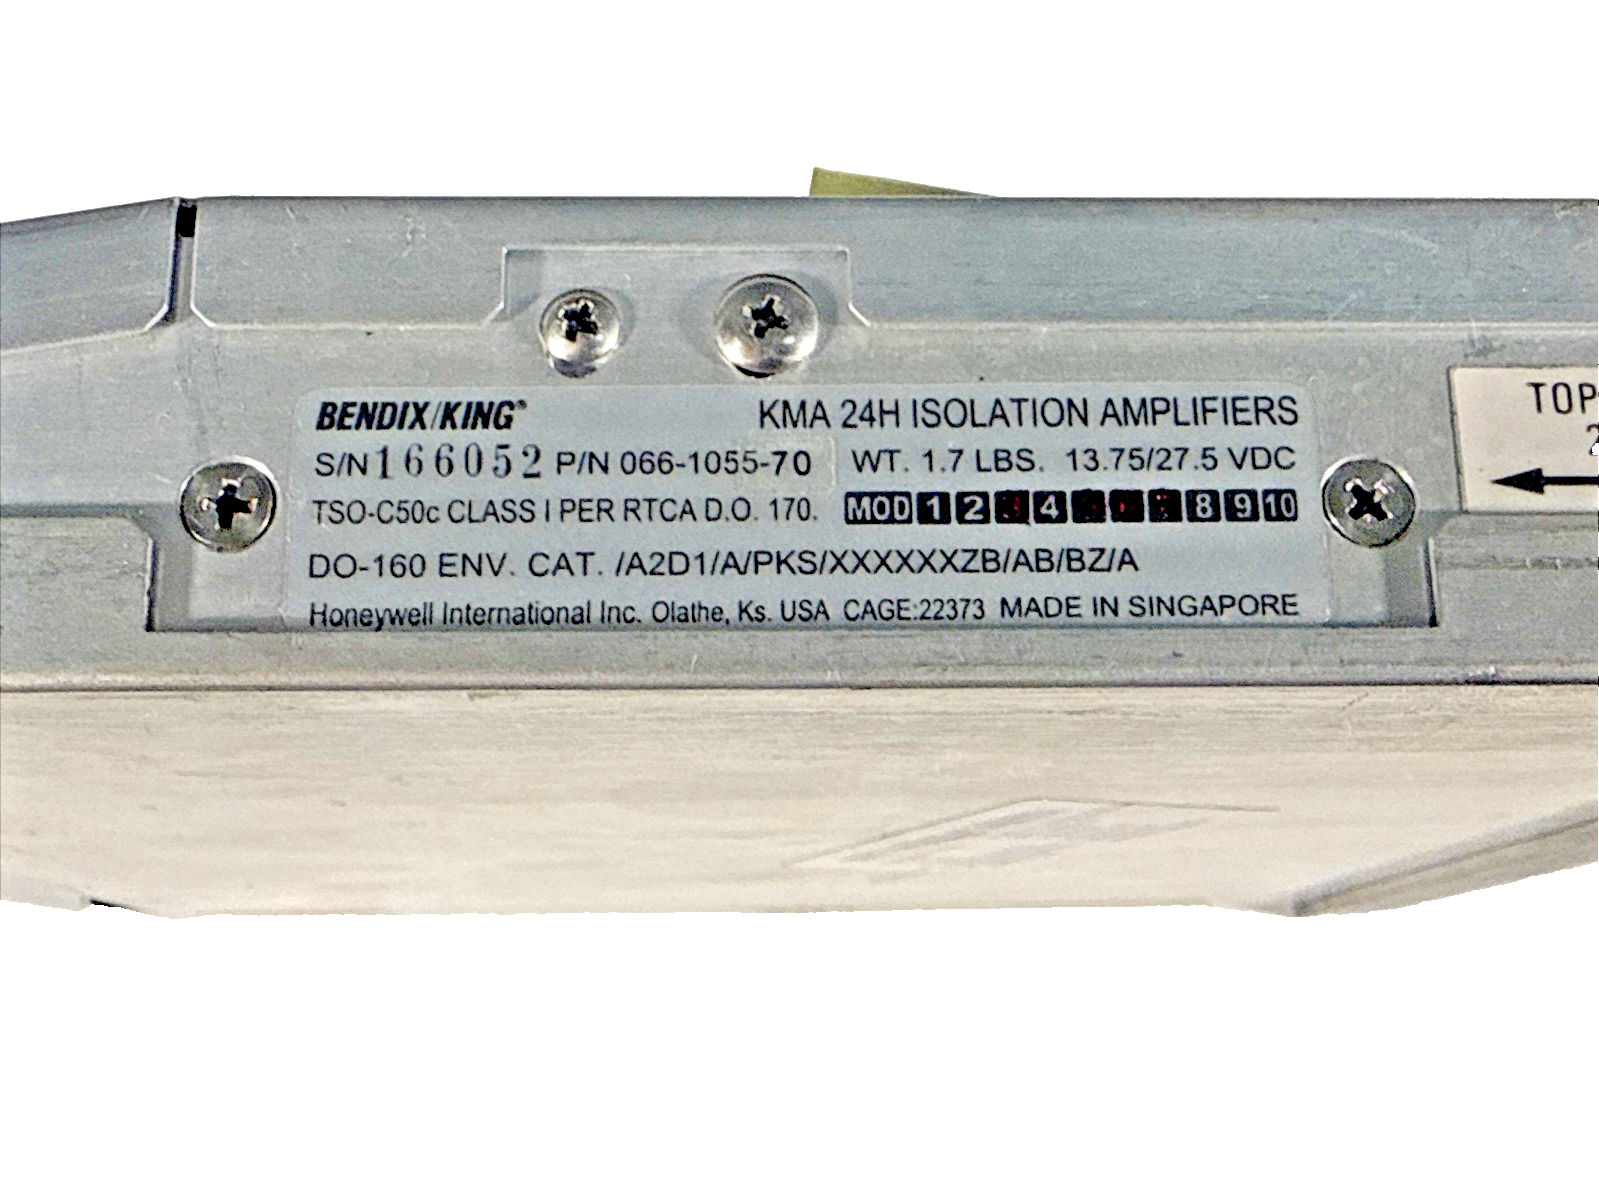 BENDIX/KING® KMA 24H ISOLATION AMPLIFIERS
S/N 166052 P/N 066-1055-70 WT. 1.7 LBS. 13.75/27.5 VDC
TSO-C50c CLASS I PER RTCA D.O. 170. MOD 1 2 3 4 8 9 10
DO-160 ENV. CAT. /A2D1/A/PKS/XXXXXXZB/AB/BZ/A
Honeywell International Inc. Olathe, Ks. USA CAGE:22373 MADE IN SINGAPORE
TOP